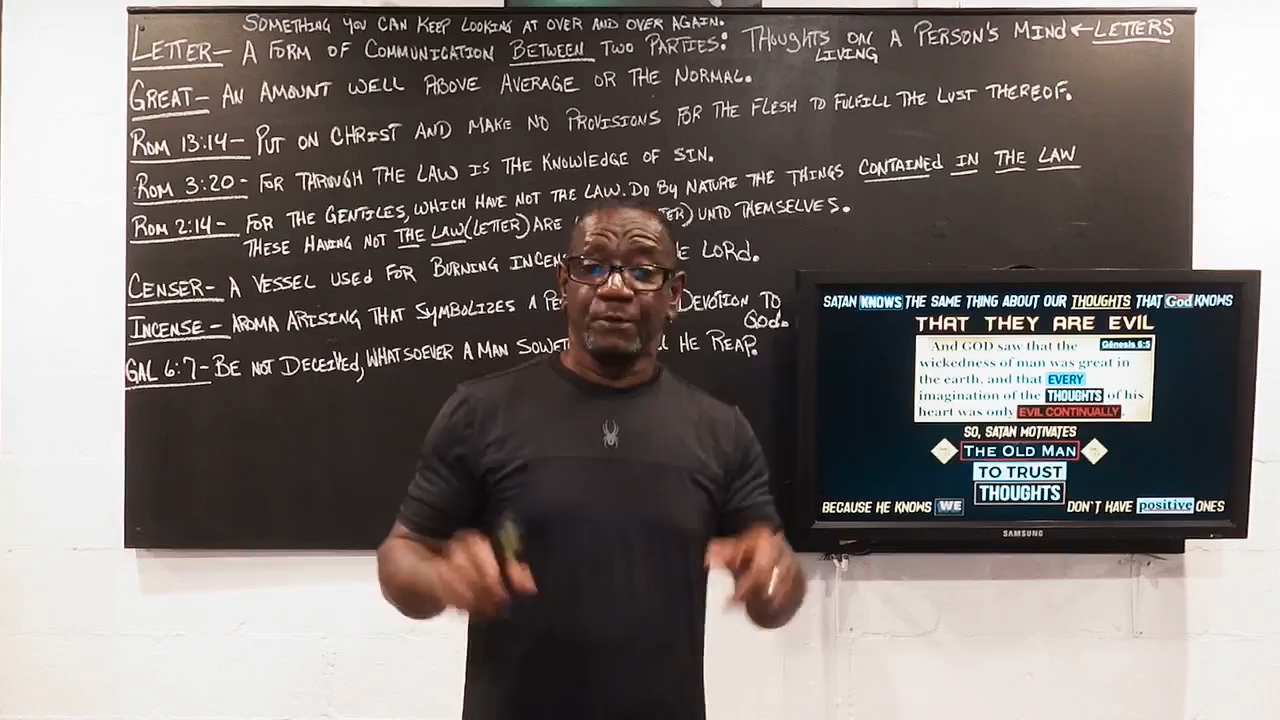 SOMETHING YOU CAN KEEP LOOKING AT OVER AND OVER AGAIN.
LETTER- A FORM OF COMMUNICATION BETWEEN TWO PARTIES: THOUGHTS ON A PERSON'S MIND ← LETTERS
LIVING
GREAT- AN AMOUNT WELL ABOVE AVERAGE OR THE NORMAL.
ROM 13:14- PUT ON CHRIST AND MAKE NO PROVISIONS FOR THE FLESH TO FULFILL THE LUST THEREOF.
ROM 3:20- FOR THROUGH THE LAW IS THE KNOWLEDGE OF SIN.
ROM 2:14- FOR THE GENTILES, WHICH HAVE NOT THE LAW. DO BY NATURE THE THINGS CONTAINED IN THE LAW
THESE HAVING NOT THE LAW (LETTER) ARE UNTO THEMSELVES.
CENSER- A VESSEL USED FOR BURNING LORD.
INCENSE- AROMA ARISING THAT SYMBOLIZES A DEVOTION TO
GOD.
GAL 6:7- BE NOT DECEIVED, WHATSOEVER A MAN HE REAP.
SATAN KNOWS THE SAME THING ABOUT OUR THOUGHTS THAT God KNOWS
THAT THEY ARE EVIL
And GOD saw that the Génesis 6:5
wickedness of man was great in
the earth, and that EVERY
imagination of the THOUGHTS of his
heart was only EVIL CONTINUALLY.
SO, SATAN MOTIVATES
THE OLD MAN
TO TRUST
THOUGHTS
BECAUSE HE KNOWS WE DON'T HAVE positive ONES
SAMSUNG